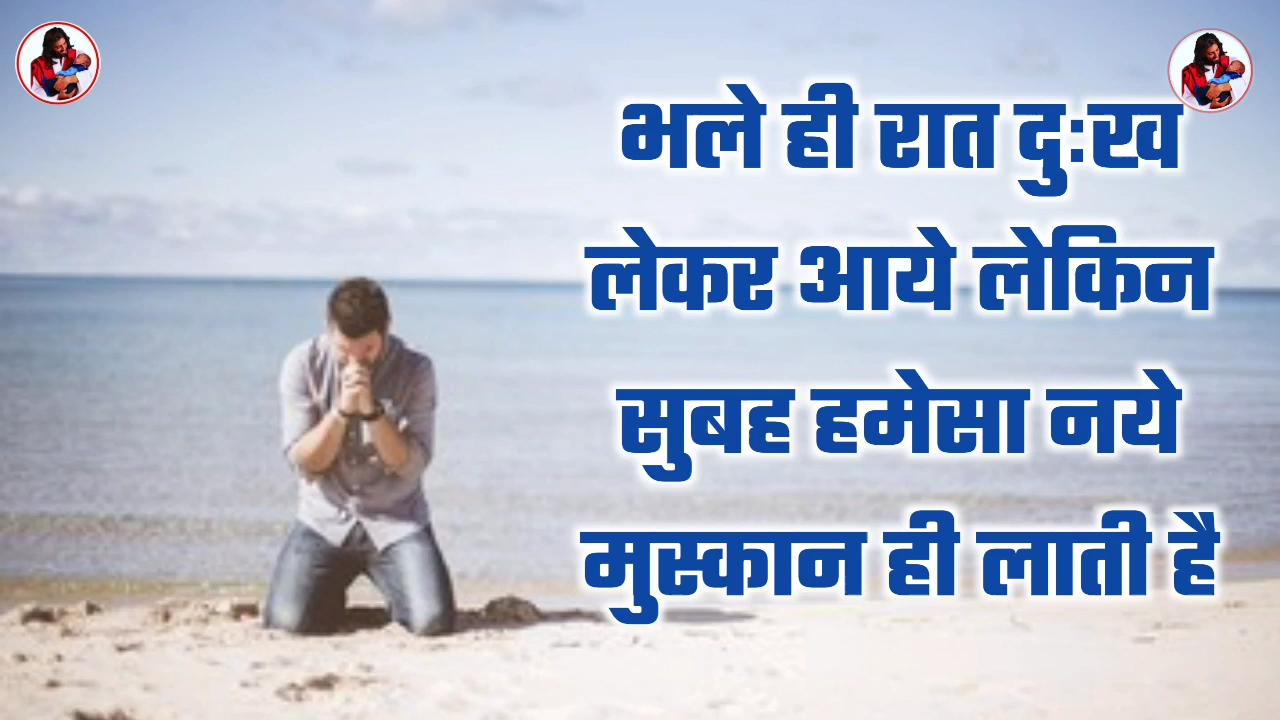 भले ही रात दुःख
लेकर आये लेकिन
सुबह हमेसा नये
मुस्कान ही लाती है